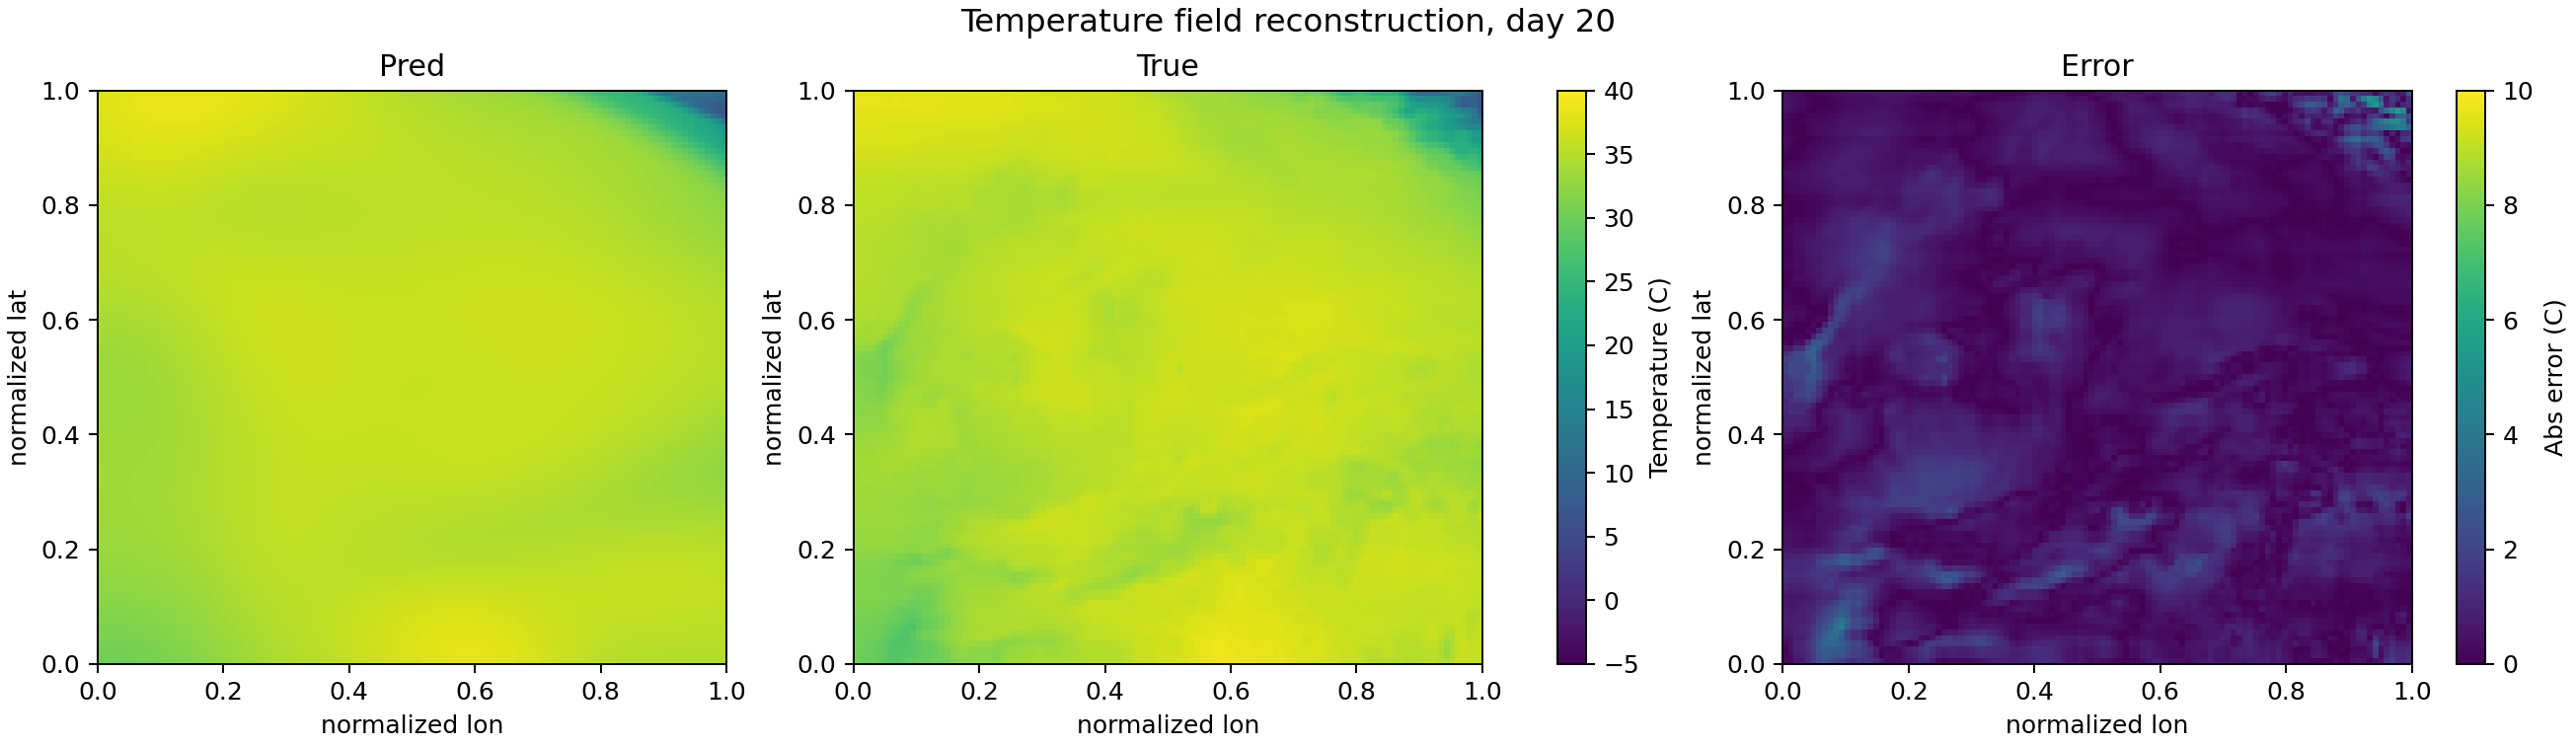 Temperature field reconstruction, day 20
Pred
1.0
0.8
0.6
0.4
0.2
0.0
normalized lat
0.0 0.2 0.4 0.6 0.8 1.0
normalized lon
True
1.0
0.8
0.6
0.4
0.2
0.0
normalized lat
0.0 0.2 0.4 0.6 0.8 1.0
normalized lon
40
35
30
25
20
15
10
5
0
−5
Temperature (C)
Error
1.0
0.8
0.6
0.4
0.2
0.0
normalized lat
0.0 0.2 0.4 0.6 0.8 1.0
normalized lon
10
8
6
4
2
0
Abs error (C)